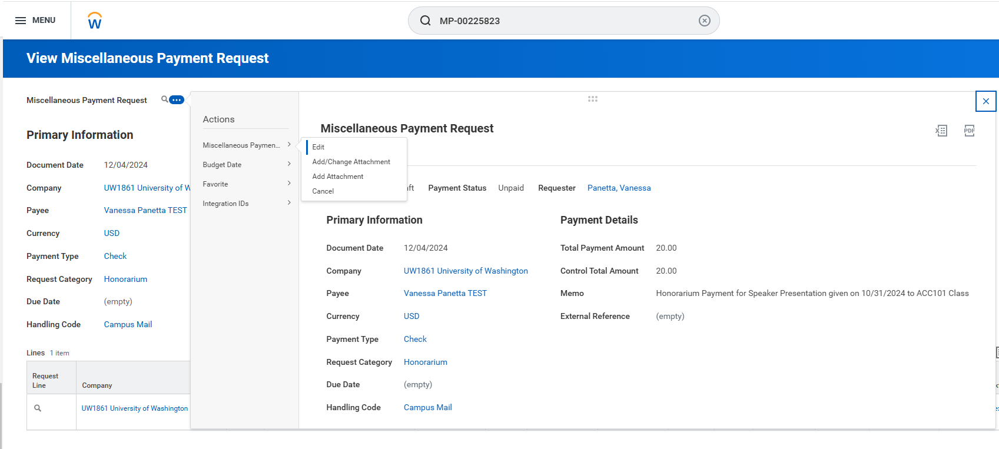 MENU
MP-00225823
View Miscellaneous Payment Request
Miscellaneous Payment Request
Primary Information
Document Date 12/04/2024
Company UW1861 University of W
Payee Vanessa Panetta TEST
Currency USD
Payment Type Check
Request Category Honorarium
Due Date (empty)
Handling Code Campus Mail
Lines 1 item
Request Line
Company
UW1861 University of Washington
Actions
Miscellaneous Paymen...
Budget Date
Favorite
Integration IDs
Edit
Add/Change Attachment
Add Attachment
Cancel
Miscellaneous Payment Request
PDF
ft Payment Status Unpaid Requester Panetta, Vanessa
Primary Information
Document Date 12/04/2024
Company UW1861 University of Washington
Payee Vanessa Panetta TEST
Currency USD
Payment Type Check
Request Category Honorarium
Due Date (empty)
Handling Code Campus Mail
Payment Details
Total Payment Amount 20.00
Control Total Amount 20.00
Memo Honorarium Payment for Speaker Presentation given on 10/31/2024 to ACC101 Class
External Reference (empty)